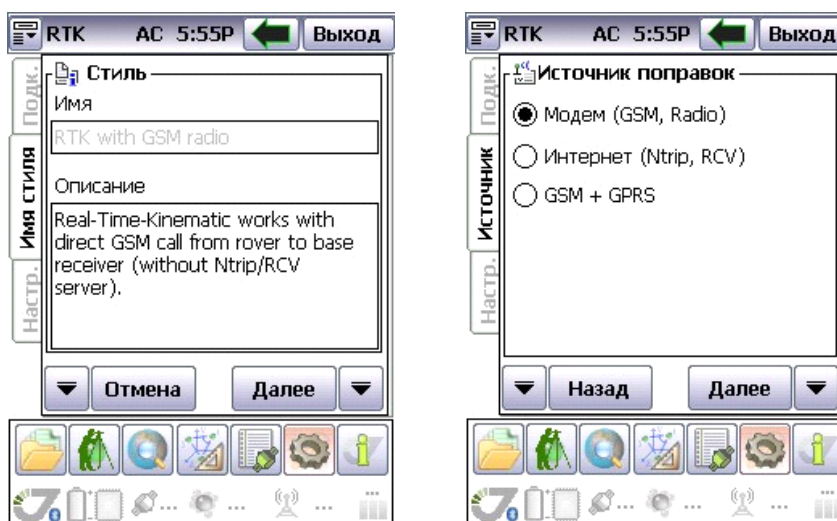 RTK AC 5:55P Выход
Подк.
Имя стиля
Настр.
Стиль
Имя
RTK with GSM radio
Описание
Real-Time-Kinematic works with
direct GSM call from rover to base
receiver (without Ntrip/RCV
server).
Отмена Далее
RTK AC 5:55P Выход
Подк.
Источник
Настр.
Источник поправок
Модем (GSM, Radio)
Интернет (Ntrip, RCV)
GSM + GPRS
Назад Далее